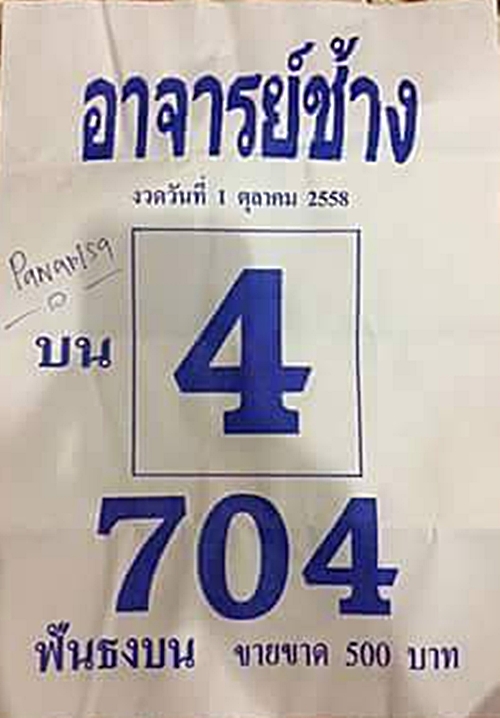 อาจารย์ช้าง
งวดวันที่ 1 ตุลาคม 2558
Panarisa
บน
4
704
ฟันธงบน ขายขาด 500 บาท